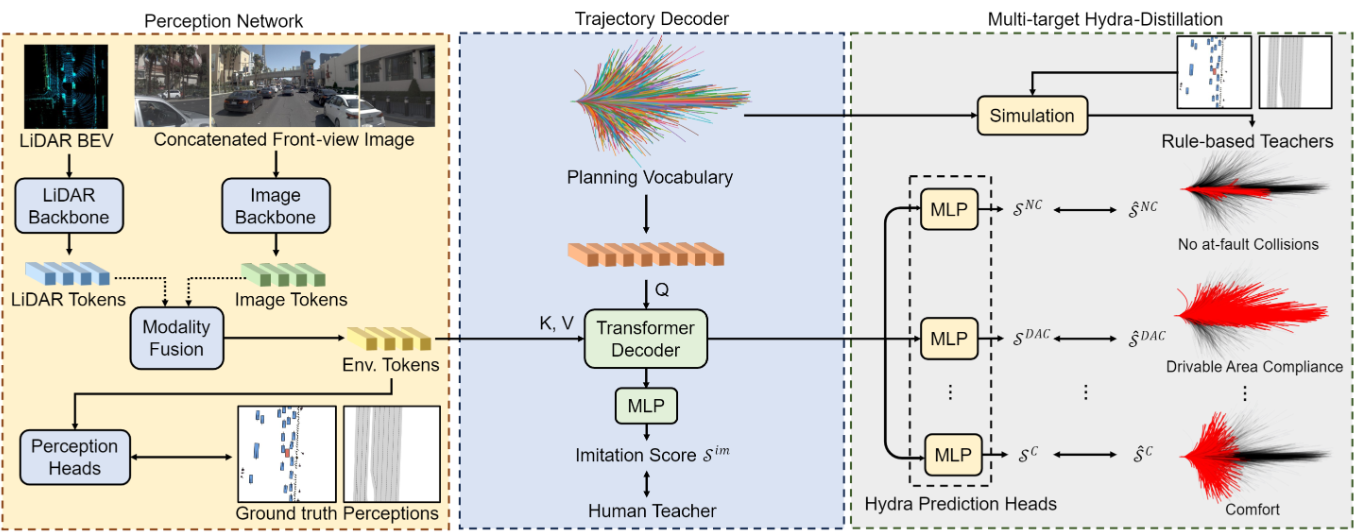 Perception Network
Trajectory Decoder
Multi-target Hydra-Distillation
LiDAR BEV
Concatenated Front-view Image
LiDAR
Backbone
Image
Backbone
LiDAR Tokens
Image Tokens
Modality
Fusion
Env. Tokens
Perception
Heads
Ground truth Perceptions
Planning Vocabulary
Q
K, V
Transformer
Decoder
MLP
Imitation Score 𝒮^{im}
Human Teacher
Simulation
Rule-based Teachers
MLP
𝒮^{NC}
𝒮̂^{NC}
No at-fault Collisions
MLP
𝒮^{DAC}
𝒮̂^{DAC}
Drivable Area Compliance
⋮ ⋮ ⋮
MLP
𝒮^{C}
𝒮̂^{C}
Comfort
Hydra Prediction Heads